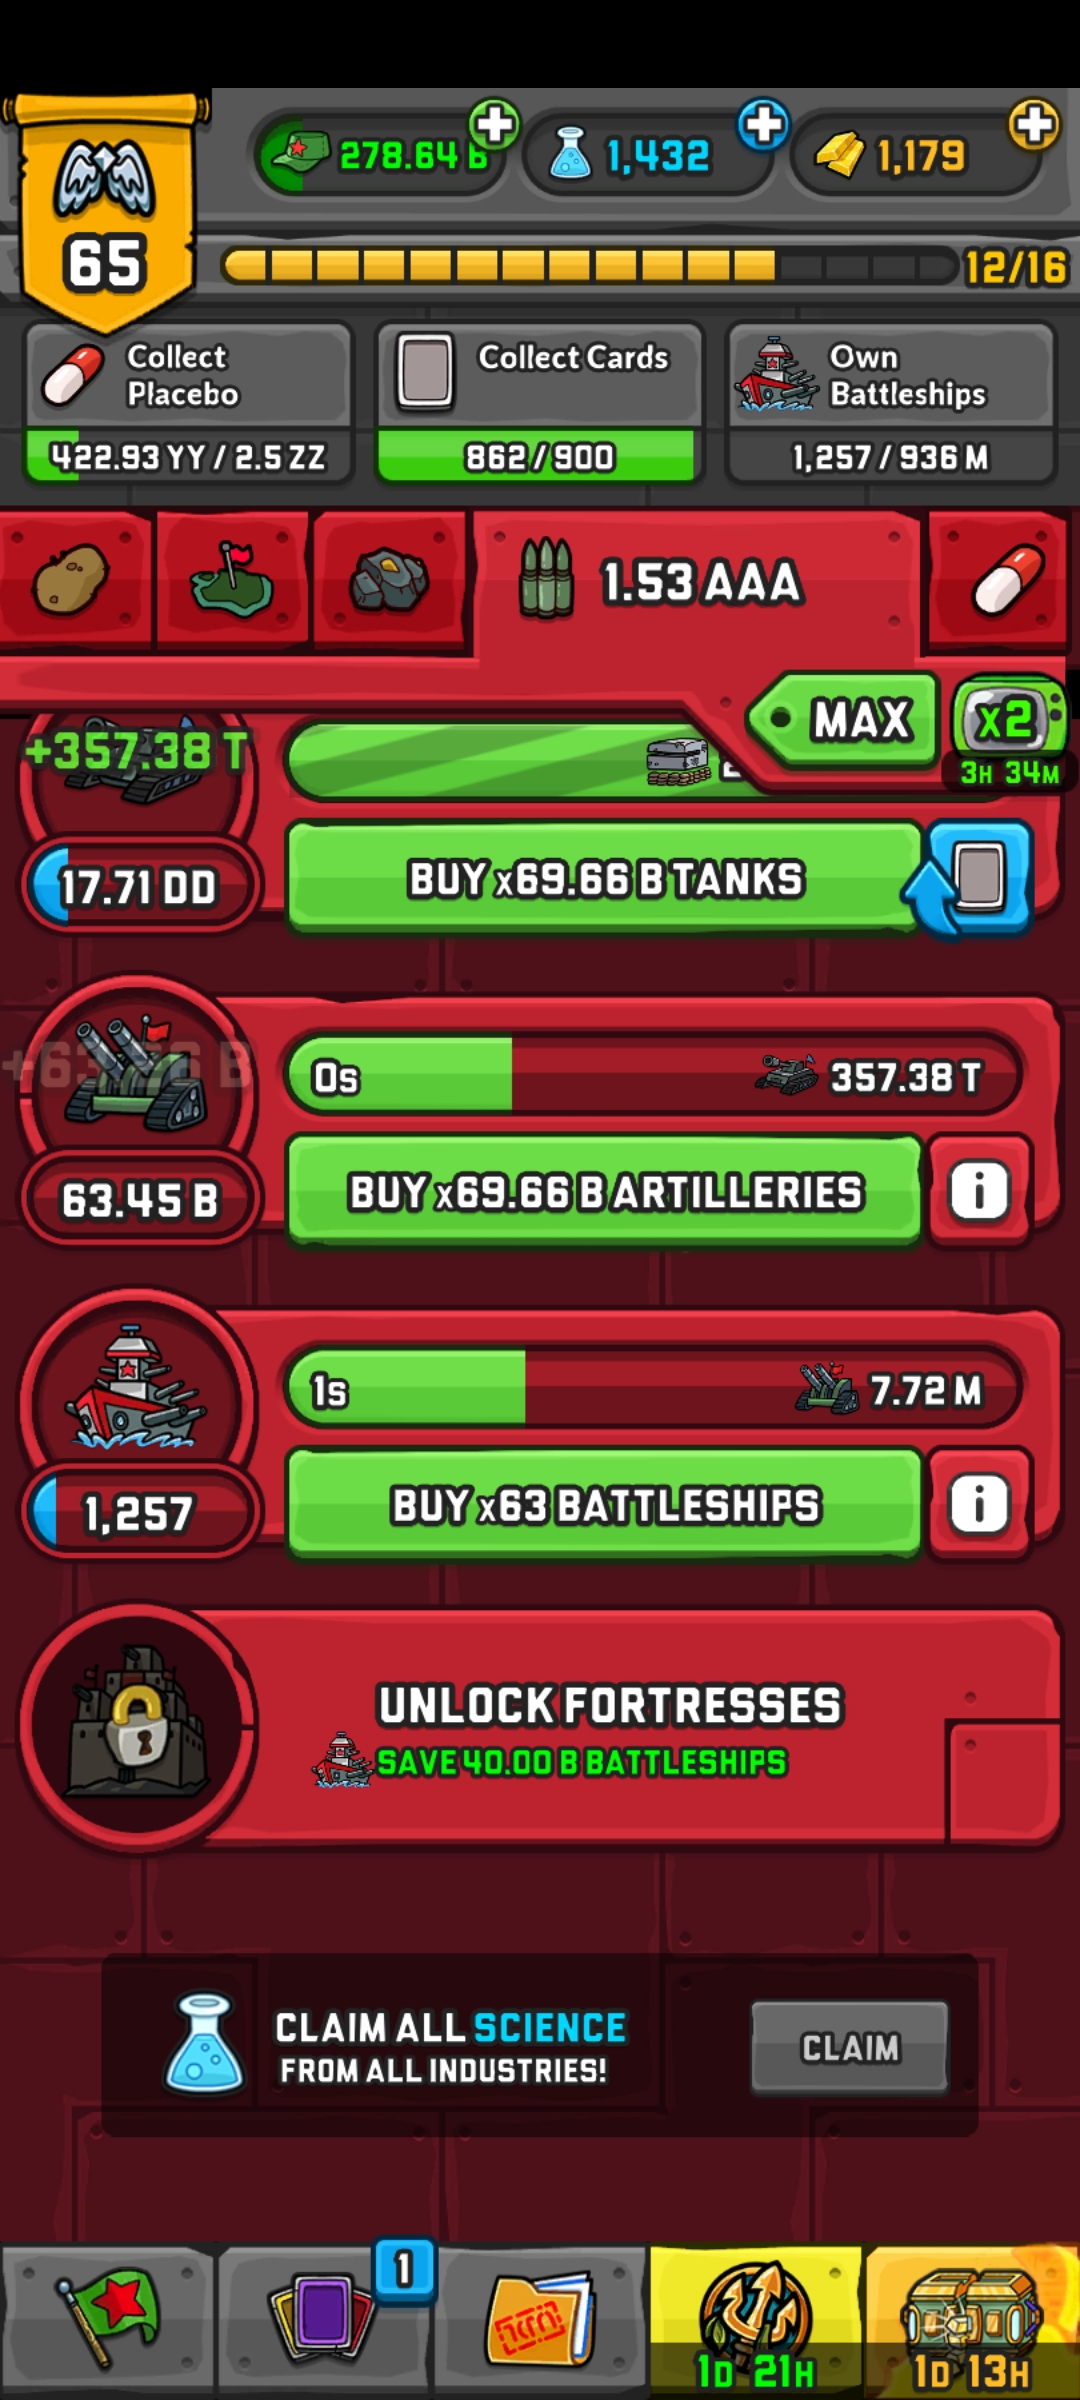 278.64 B
1,432
1,179
65
12/16
Collect
Placebo
422.93 YY / 2.5 ZZ
Collect Cards
862/900
Own
Battleships
1,257 / 936 M
1.53 AAA
MAX
x2
3H 34M
+357.38 T
17.71 DD
BUY x69.66 B TANKS
0s
357.38 T
63.45 B
BUY x69.66 B ARTILLERIES
i
1s
7.72 M
1,257
BUY x63 BATTLESHIPS
i
UNLOCK FORTRESSES
SAVE 40.00 B BATTLESHIPS
CLAIM ALL SCIENCE
FROM ALL INDUSTRIES!
CLAIM
1
1D 21H
1D 13H